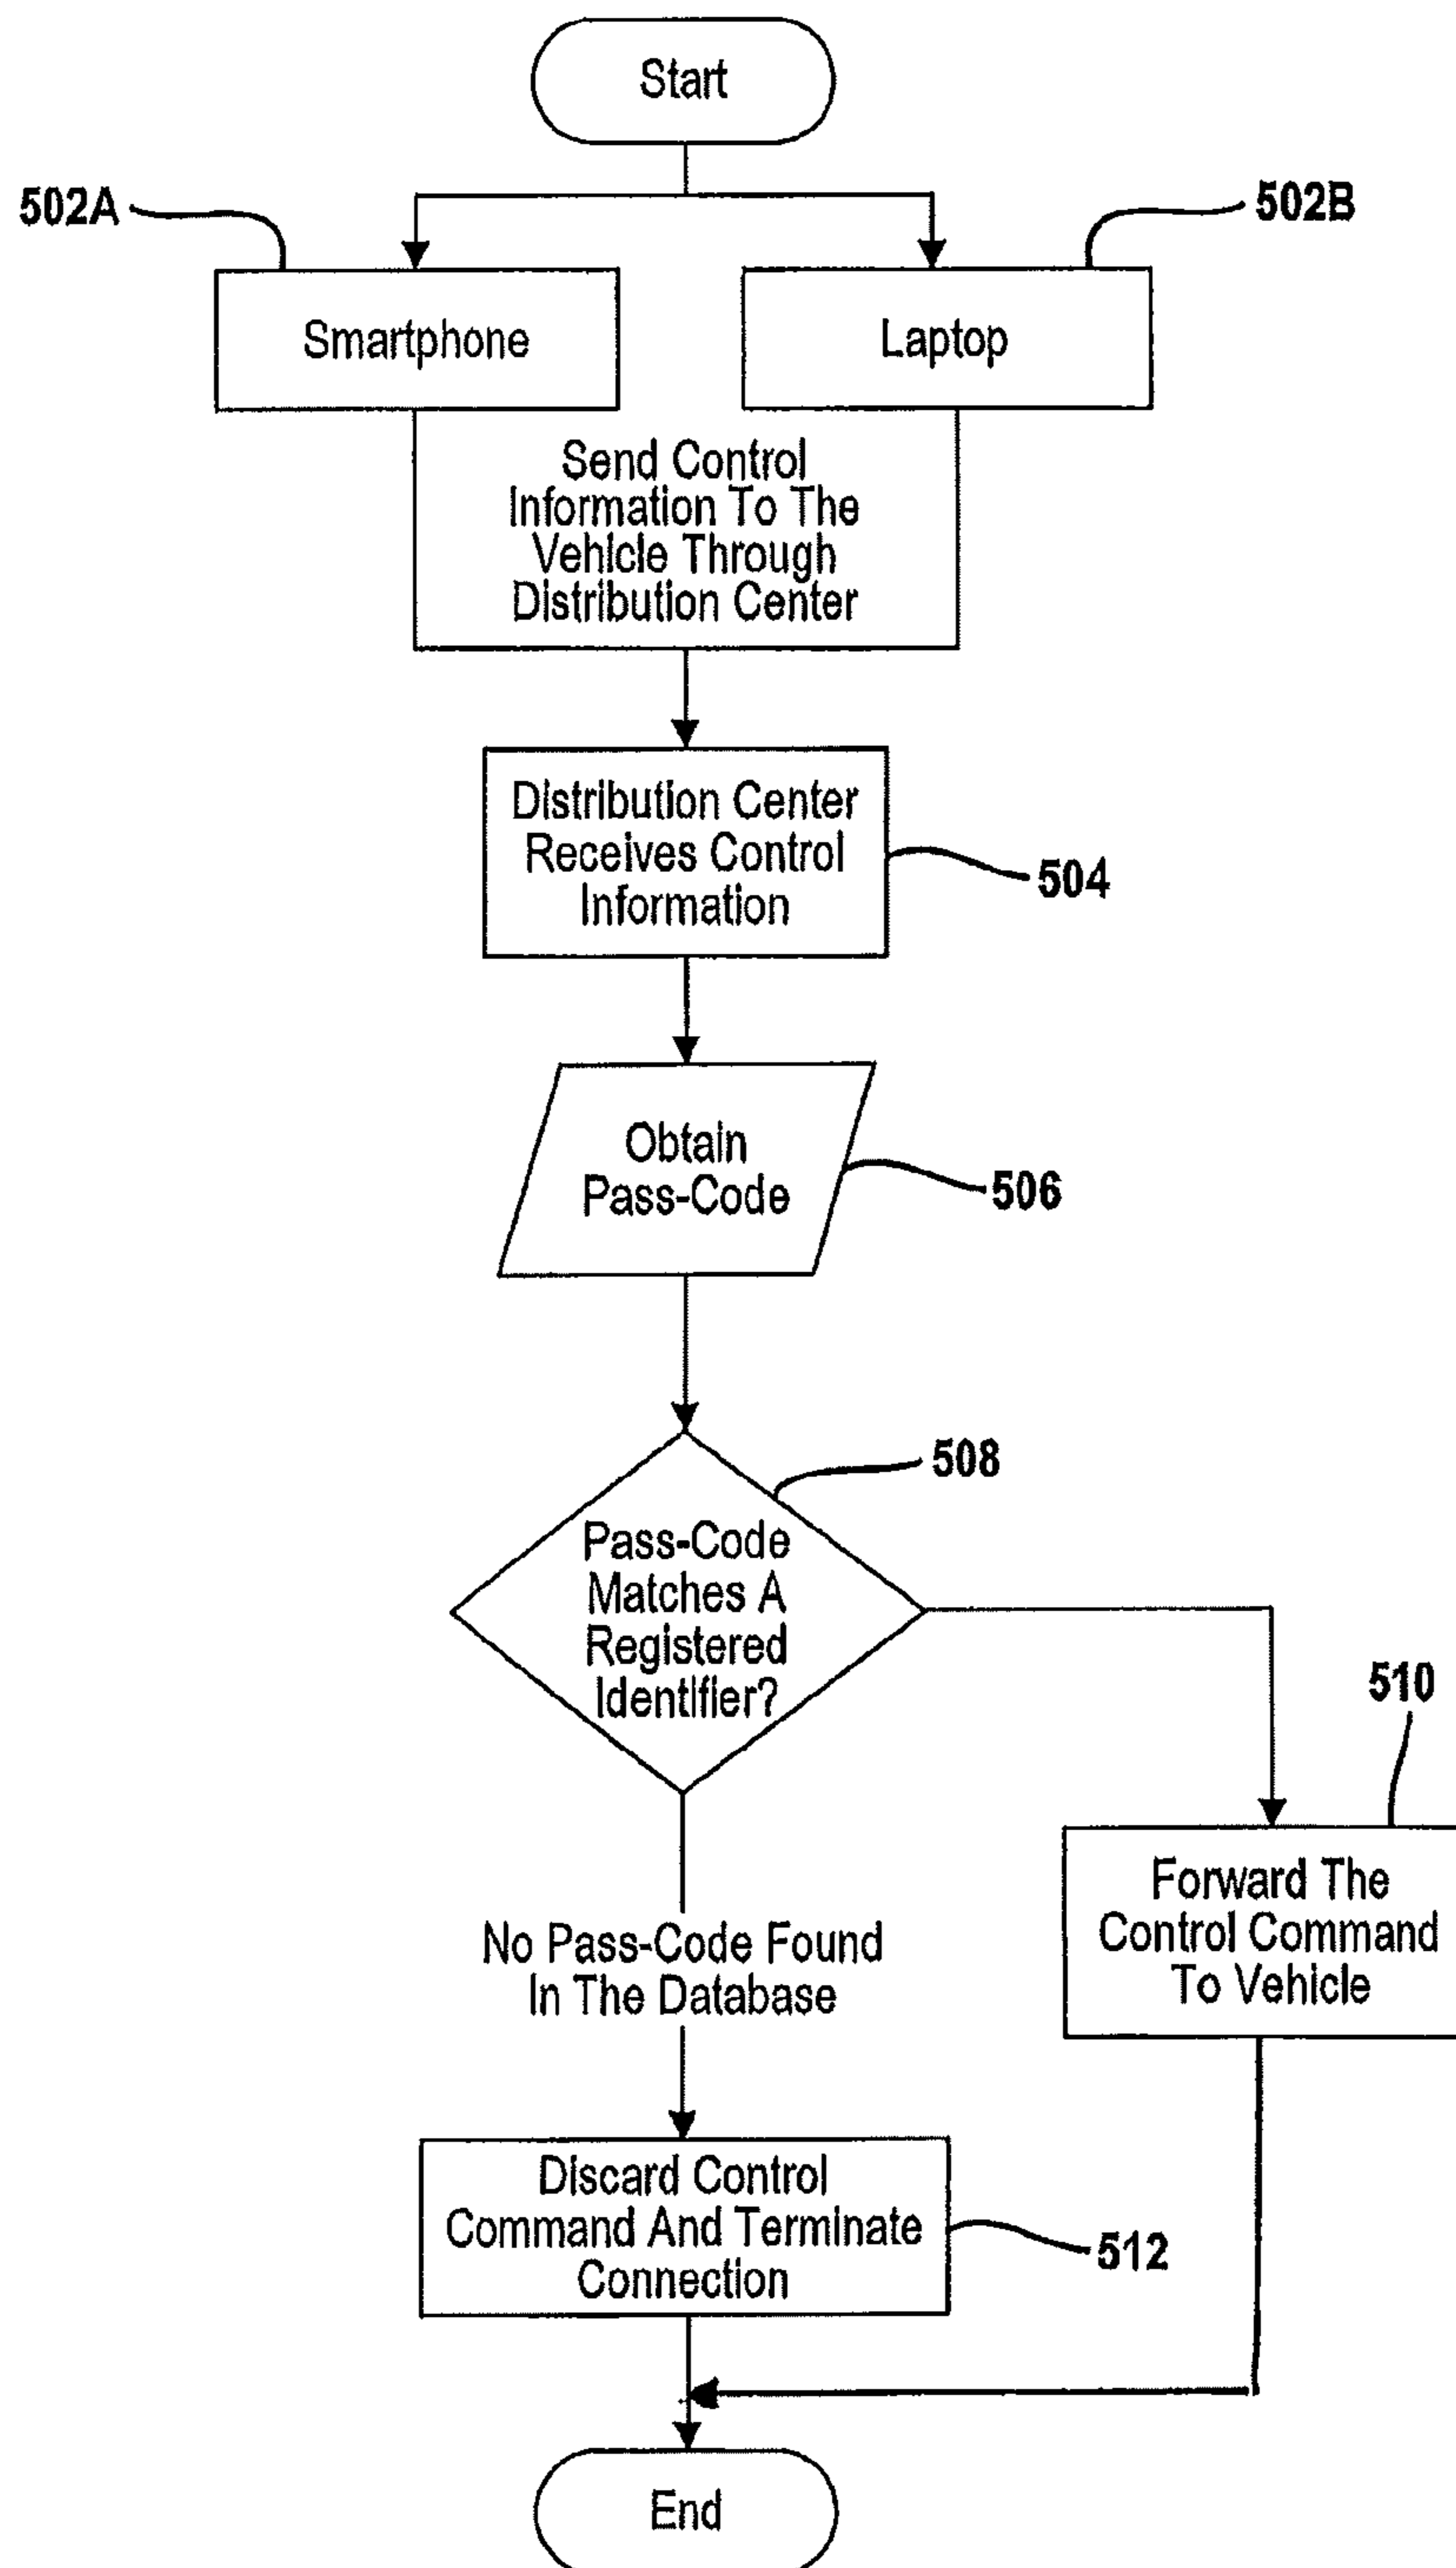 Start
502A
502B
Smartphone
Laptop
Send Control
Information To The
Vehicle Through
Distribution Center
Distribution Center
Receives Control
Information
504
Obtain
Pass-Code
506
508
Pass-Code
Matches A
Registered
Identifier?
510
Forward The
Control Command
To Vehicle
No Pass-Code Found
In The Database
Discard Control
Command And Terminate
Connection
512
End